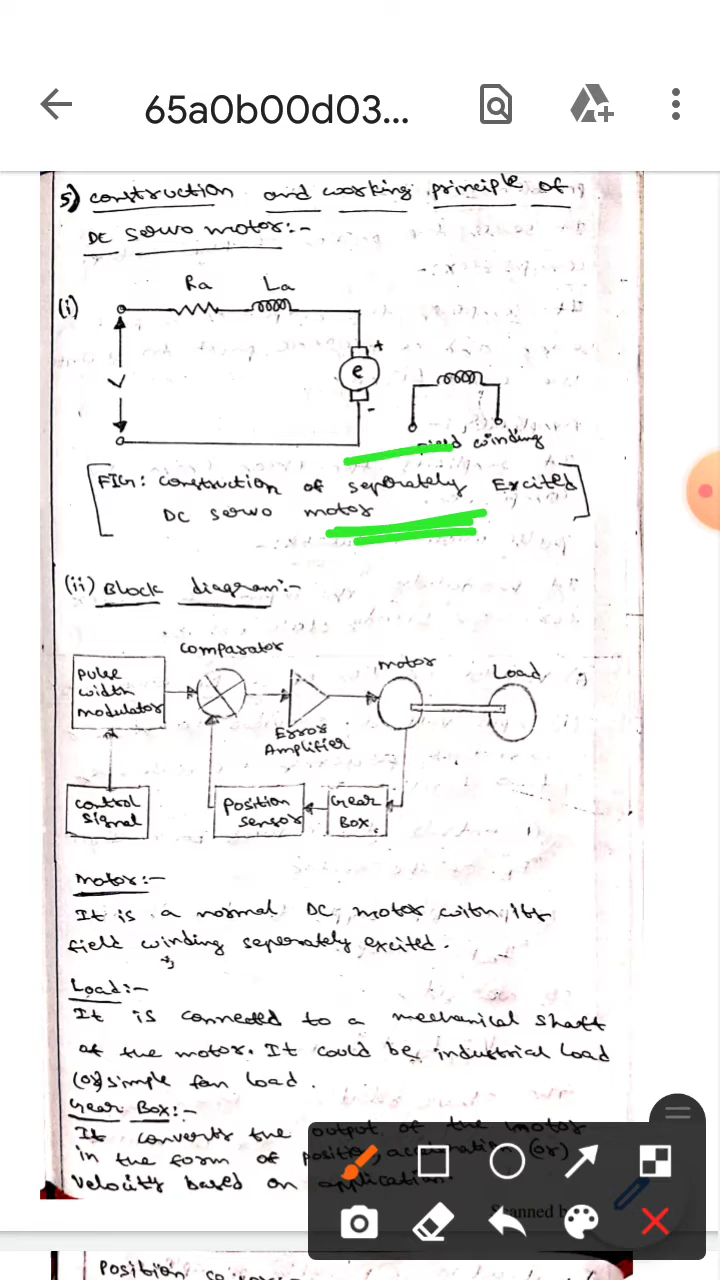 65a0b00d03...
5) construction and working principle of
DC servo motor:-
(i)
Ra La
V
e
+
-
winding
[FIG: construction of seperately Excited
DC servo motor]
(ii) Block diagram:-
comparator
motor
Load
pulse
width
modulator
Error
Amplifier
control
signal
position
sensor
Gear
Box.
motor:-
It is a normal DC motor with its
field winding seperately excited.
Load:-
It is connected to a mechanical shaft
of the motor. It could be industrial load
(or) simple fan load.
Gear Box:-
It converts the output of the motor
in the form of (or)
velocity based on application.
Position